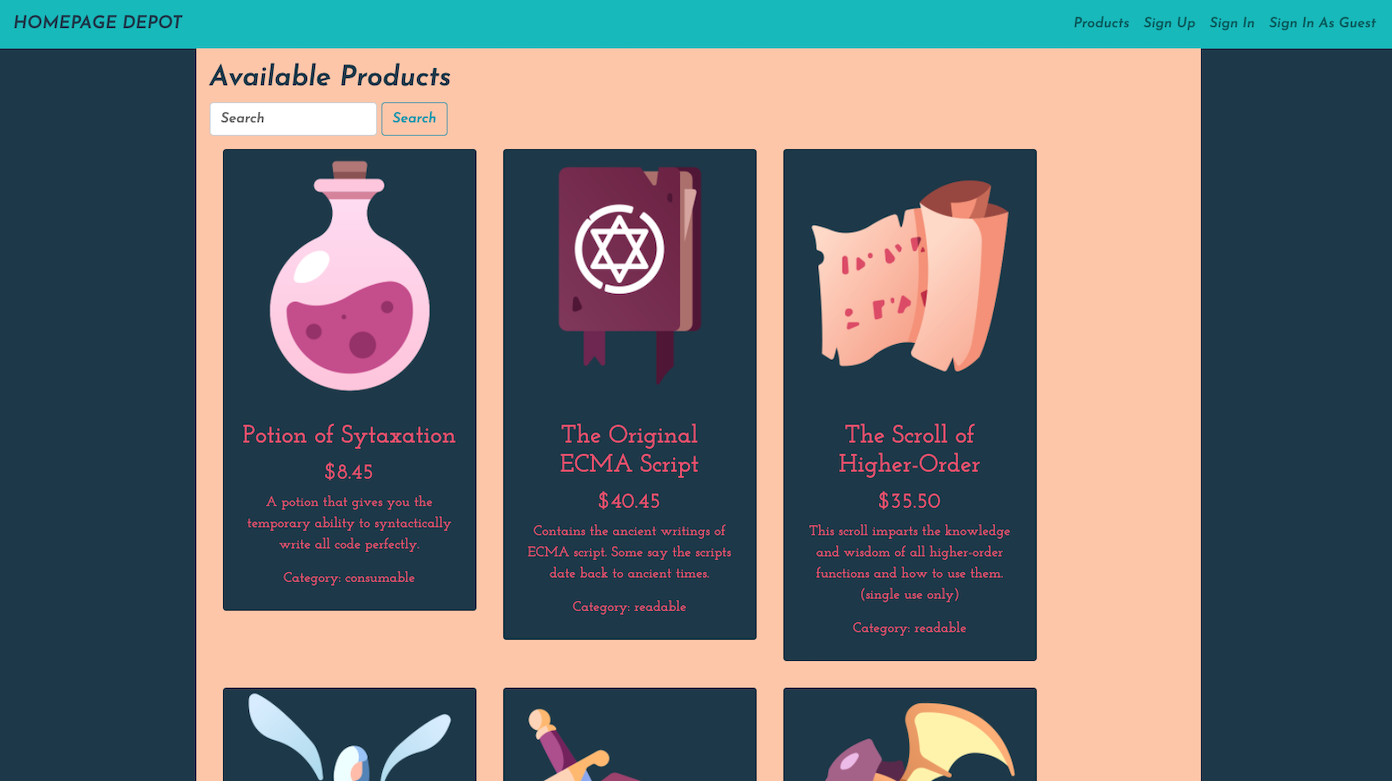 HOMEPAGE DEPOT
Products Sign Up Sign In Sign In As Guest
Available Products
Search Search
Potion of Sytaxation
$8.45
A potion that gives you the
temporary ability to syntactically
write all code perfectly.
Category: consumable
The Original
ECMA Script
$40.45
Contains the ancient writings of
ECMA script. Some say the scripts
date back to ancient times.
Category: readable
The Scroll of
Higher-Order
$35.50
This scroll imparts the knowledge
and wisdom of all higher-order
functions and how to use them.
(single use only)
Category: readable